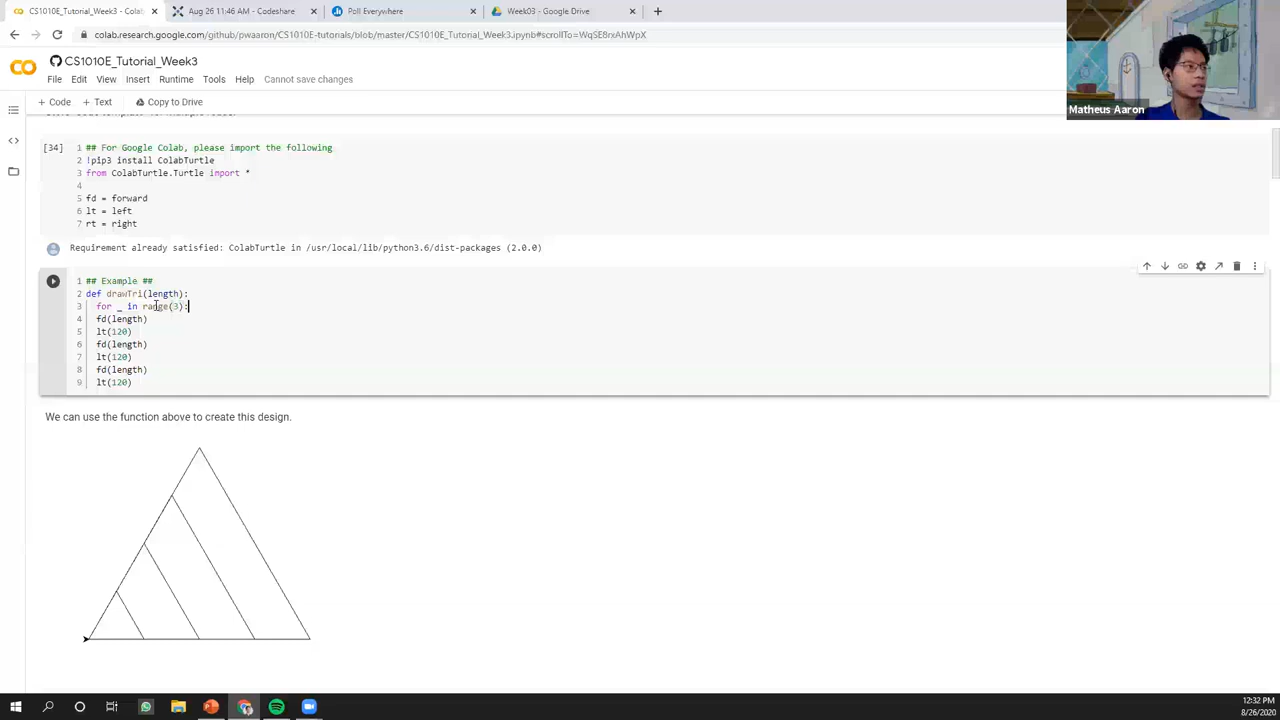 CS1010E_Tutorial_Week3 - Colab
Aug 26 11:46 AM - Codeshare
Poll Everywhere
Week03 - Google Drive
colab.research.google.com/github/pwaaron/CS1010E-tutorials/blob/master/CS1010E_Tutorial_Week3.ipynb#scrollTo=WqSE8rxAhWpX
CS1010E_Tutorial_Week3
File Edit View Insert Runtime Tools Help Cannot save changes
+ Code + Text Copy to Drive
[34]
1 ## For Google Colab, please import the following
2 !pip3 install ColabTurtle
3 from ColabTurtle.Turtle import *
4
5 fd = forward
6 lt = left
7 rt = right
Requirement already satisfied: ColabTurtle in /usr/local/lib/python3.6/dist-packages (2.0.0)
1 ## Example ##
2 def drawTri(length):
3 for _ in range(3):
4 fd(length)
5 lt(120)
6 fd(length)
7 lt(120)
8 fd(length)
9 lt(120)
We can use the function above to create this design.
Matheus Aaron
12:32 PM
8/26/2020